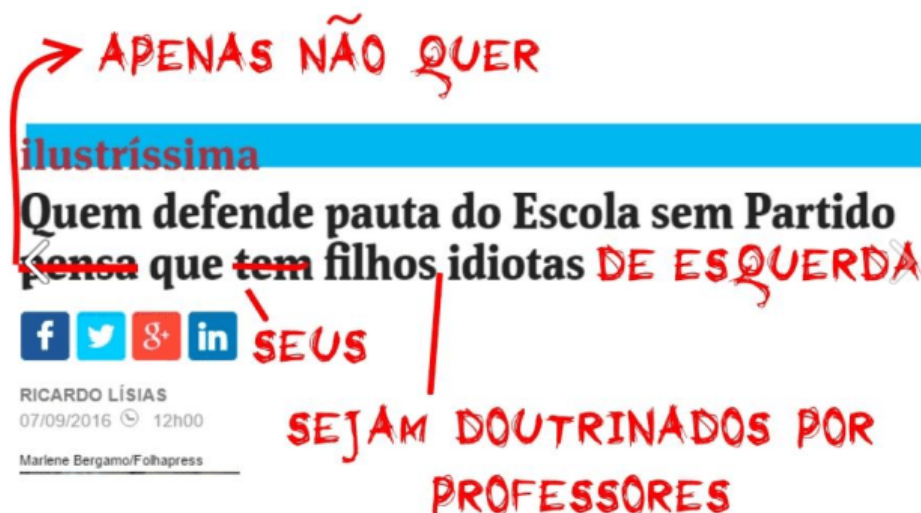 APENAS NÃO QUER
ilustríssima
Quem defende pauta do Escola sem Partido
pensa que tem filhos idiotas DE ESQUERDA
f g+ in
SEUS
RICARDO LÍSIAS
07/09/2016 12h00
SEJAM DOUTRINADOS POR
Marlene Bergamo/Folhapress
PROFESSORES